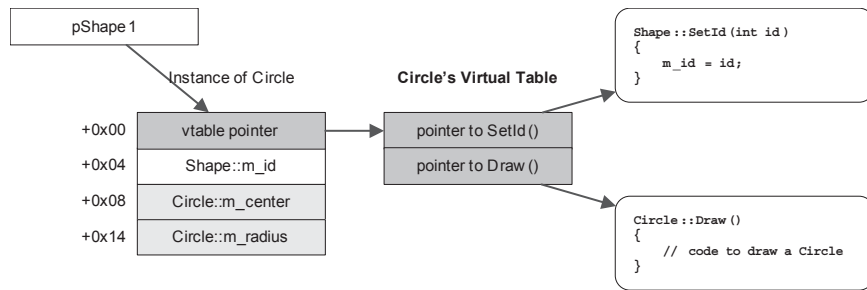 pShape1
Instance of Circle
Circle's Virtual Table
Shape::SetId(int id)
{
m_id = id;
}
+0x00
vtable pointer
pointer to SetId()
+0x04
Shape::m_id
pointer to Draw()
+0x08
Circle::m_center
+0x14
Circle::m_radius
Circle::Draw()
{
// code to draw a Circle
}